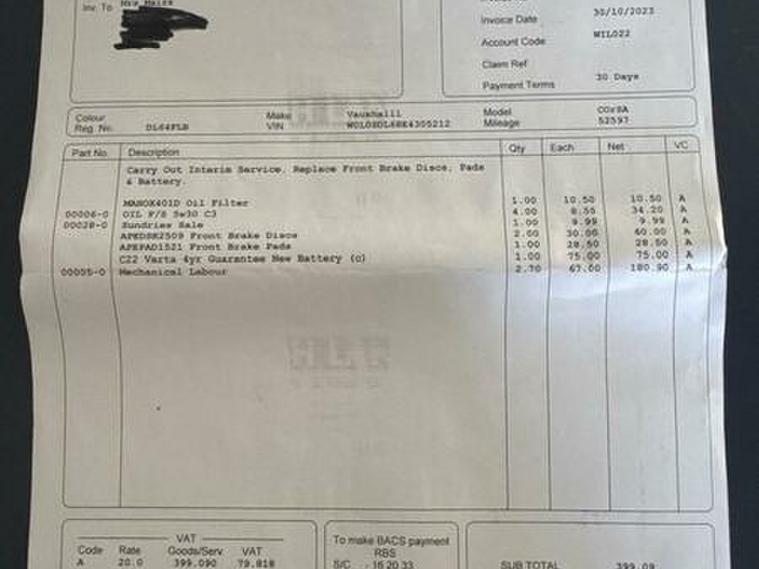 Inv. To
Invoice Date 30/10/2023
Account Code WIL022
Claim Ref
Payment Terms 30 Days
Colour Make Vauxhalll Model COrSA
Reg. No. DL64FLB VIN W0L0SDL68E4305212 Mileage 52597
Part No. Description Qty Each Net VC
Carry Out Interim Service, Replace Front Brake Discs, Pads
& Battery.
MAHOX401D Oil Filter 1.00 10.50 10.50 A
00006-0 OIL F/S 5w30 C3 4.00 8.55 34.20 A
00028-0 Sundries Sale 1.00 9.99 9.99 A
APEDSK2509 Front Brake Discs 2.00 30.00 60.00 A
APEPAD1521 Front Brake Pads 1.00 28.50 28.50 A
C22 Varta 4yr Guarantee New Battery (c) 1.00 75.00 75.00 A
00005-0 Mechanical Labour 2.70 67.00 180.90 A
VAT
Code Rate Goods/Serv VAT
A 20.0 399.090 79.818
To make BACS payment
RBS
S/C - 16 20 33
SUB TOTAL 399.09